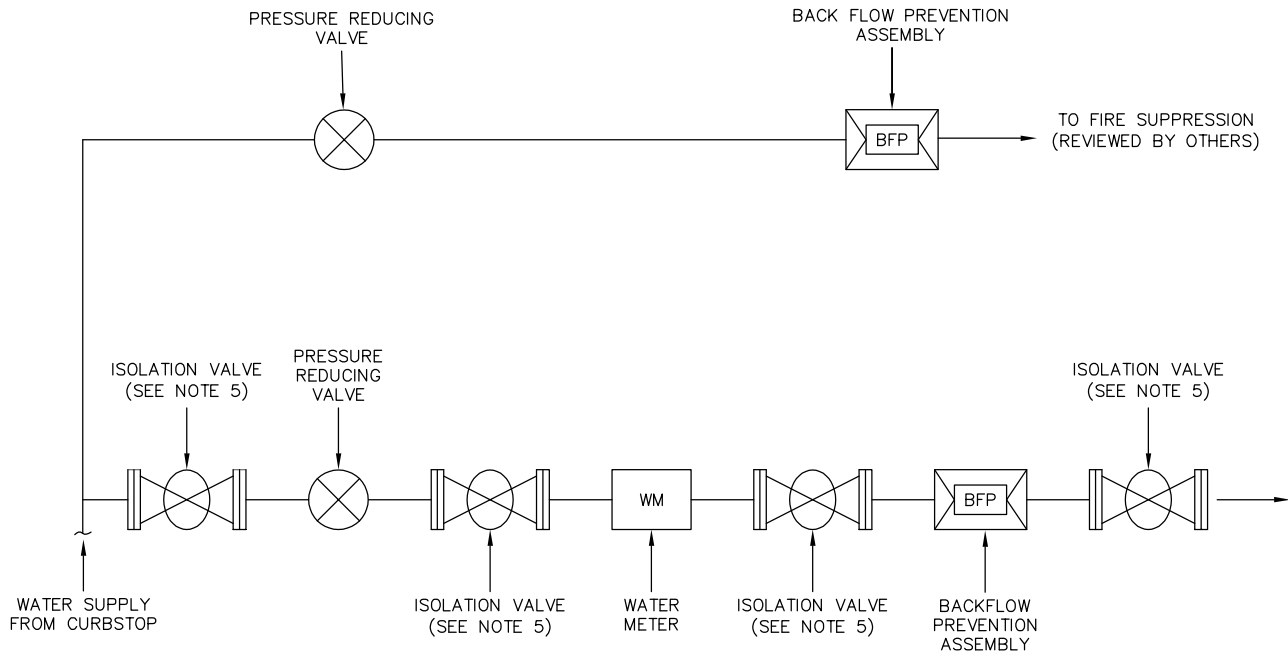 PRESSURE REDUCING
VALVE
BACK FLOW PREVENTION
ASSEMBLY
BFP
TO FIRE SUPPRESSION
(REVIEWED BY OTHERS)
ISOLATION VALVE
(SEE NOTE 5)
PRESSURE
REDUCING
VALVE
ISOLATION VALVE
(SEE NOTE 5)
WM
BFP
WATER SUPPLY
FROM CURBSTOP
ISOLATION VALVE
(SEE NOTE 5)
WATER
METER
ISOLATION VALVE
(SEE NOTE 5)
BACKFLOW
PREVENTION
ASSEMBLY